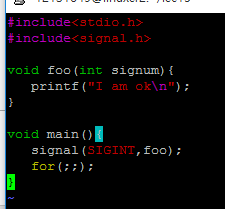 #include<stdio.h>
#include<signal.h>

void foo(int signum){
   printf("I am ok\n");
}

void main(){
   signal(SIGINT,foo);
   for(;;);
}
~